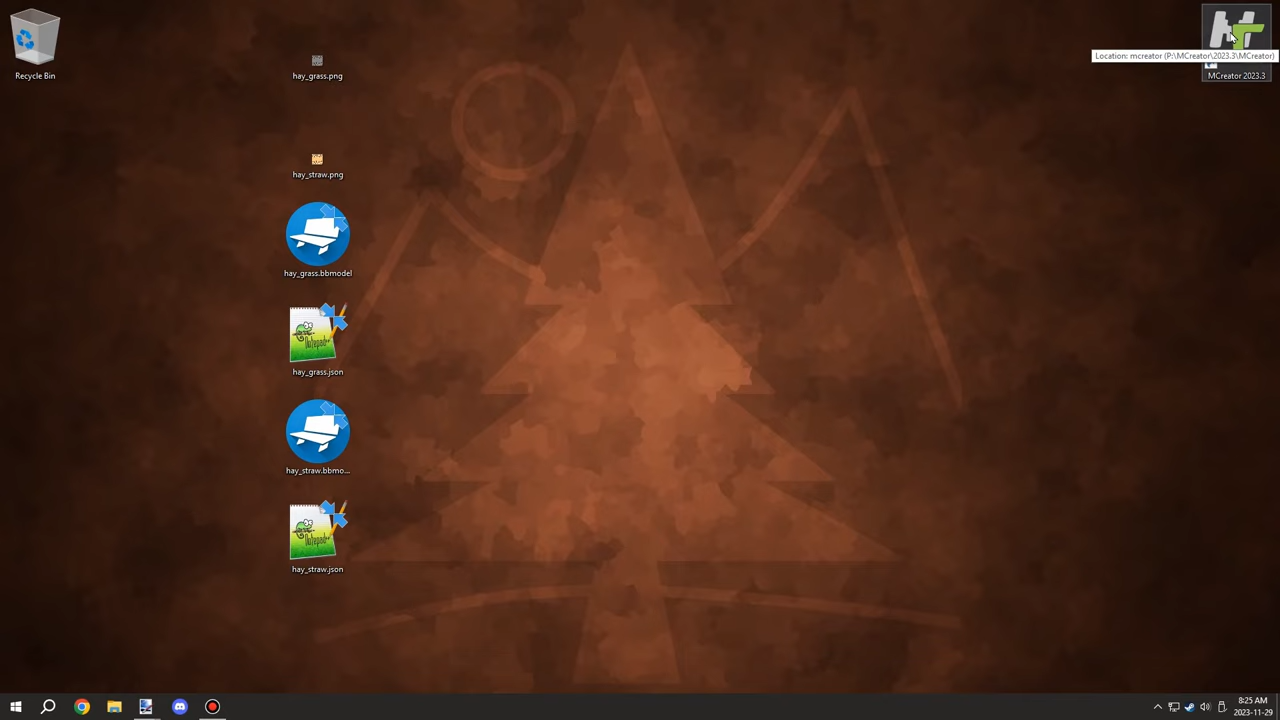 Recycle Bin
hay_grass.png
hay_straw.png
hay_grass.bbmodel
hay_grass.json
hay_straw.bbmo...
hay_straw.json
Location: mcreator (P:\MCreator\2023.3\MCreator)
MCreator 2023.3
8:25 AM
2023-11-29